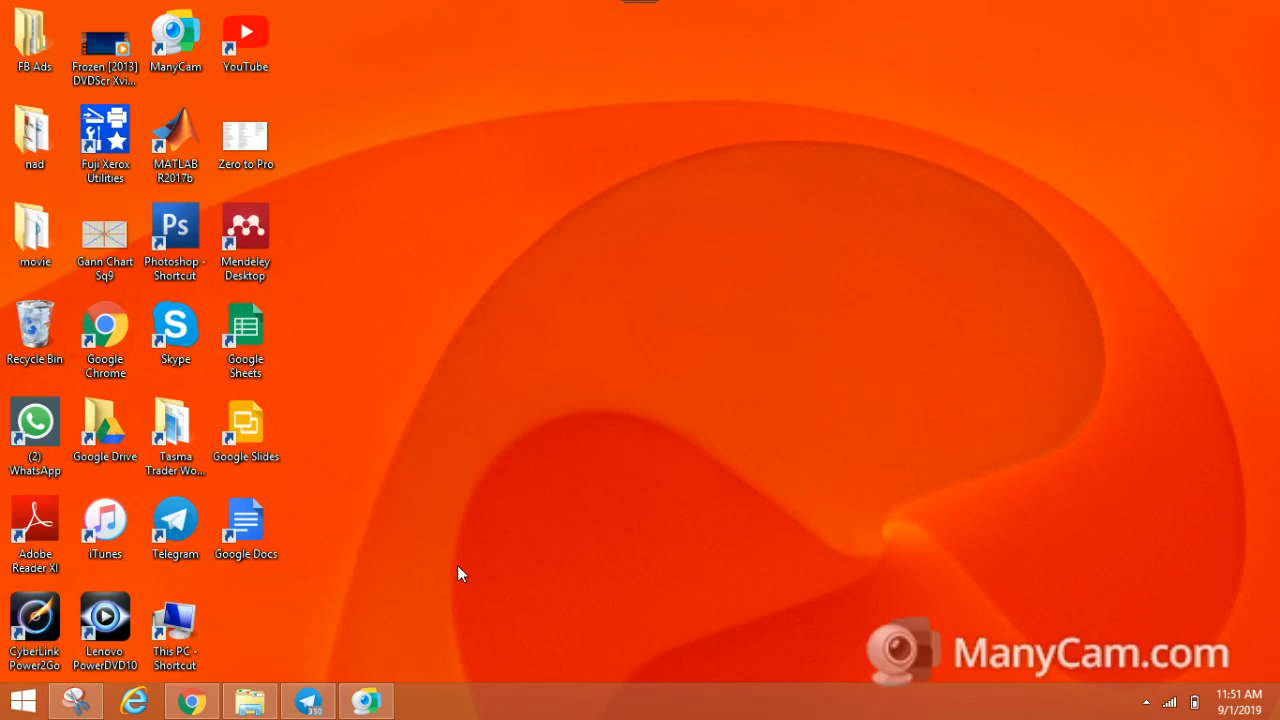 FB Ads
Frozen [2013]
DVDScr Xvi...
ManyCam
YouTube
nad
Fuji Xerox
Utilities
MATLAB
R2017b
Zero to Pro
movie
Gann Chart
Sq9
Ps
Photoshop -
Shortcut
Mendeley
Desktop
Recycle Bin
Google
Chrome
Skype
Google
Sheets
(2)
WhatsApp
Google Drive
Tasma
Trader Wo...
Google Slides
Adobe
Reader XI
iTunes
Telegram
Google Docs
CyberLink
Power2Go
Lenovo
PowerDVD10
This PC -
Shortcut
ManyCam.com
350
11:51 AM
9/1/2019